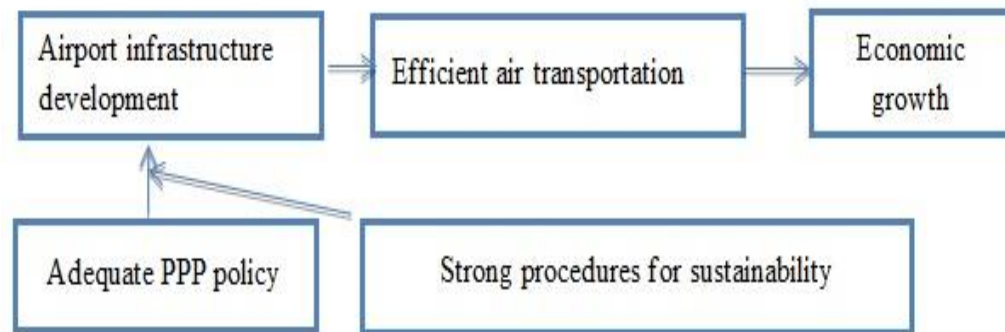 Airport infrastructure
development
Efficient air transportation
Economic
growth
Adequate PPP policy
Strong procedures for sustainability